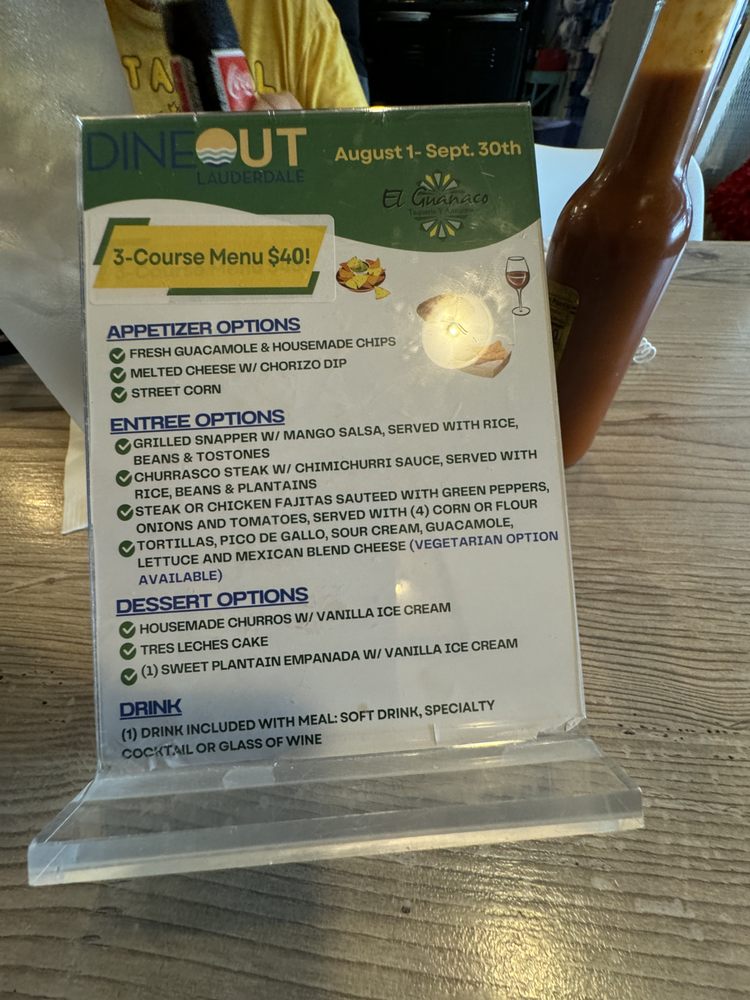 TA L
DINEOUT
LAUDERDALE
August 1- Sept. 30th
El Guanaco
3-Course Menu $40!
APPETIZER OPTIONS
FRESH GUACAMOLE & HOUSEMADE CHIPS
MELTED CHEESE W/ CHORIZO DIP
STREET CORN
ENTREE OPTIONS
GRILLED SNAPPER W/ MANGO SALSA, SERVED WITH RICE,
BEANS & TOSTONES
CHURRASCO STEAK W/ CHIMICHURRI SAUCE, SERVED WITH
RICE, BEANS & PLANTAINS
STEAK OR CHICKEN FAJITAS SAUTEED WITH GREEN PEPPERS,
ONIONS AND TOMATOES, SERVED WITH (4) CORN OR FLOUR
TORTILLAS, PICO DE GALLO, SOUR CREAM, GUACAMOLE,
LETTUCE AND MEXICAN BLEND CHEESE (VEGETARIAN OPTION
AVAILABLE)
DESSERT OPTIONS
HOUSEMADE CHURROS W/ VANILLA ICE CREAM
TRES LECHES CAKE
(1) SWEET PLANTAIN EMPANADA W/ VANILLA ICE CREAM
DRINK
(1) DRINK INCLUDED WITH MEAL: SOFT DRINK, SPECIALTY
COCKTAIL OR GLASS OF WINE